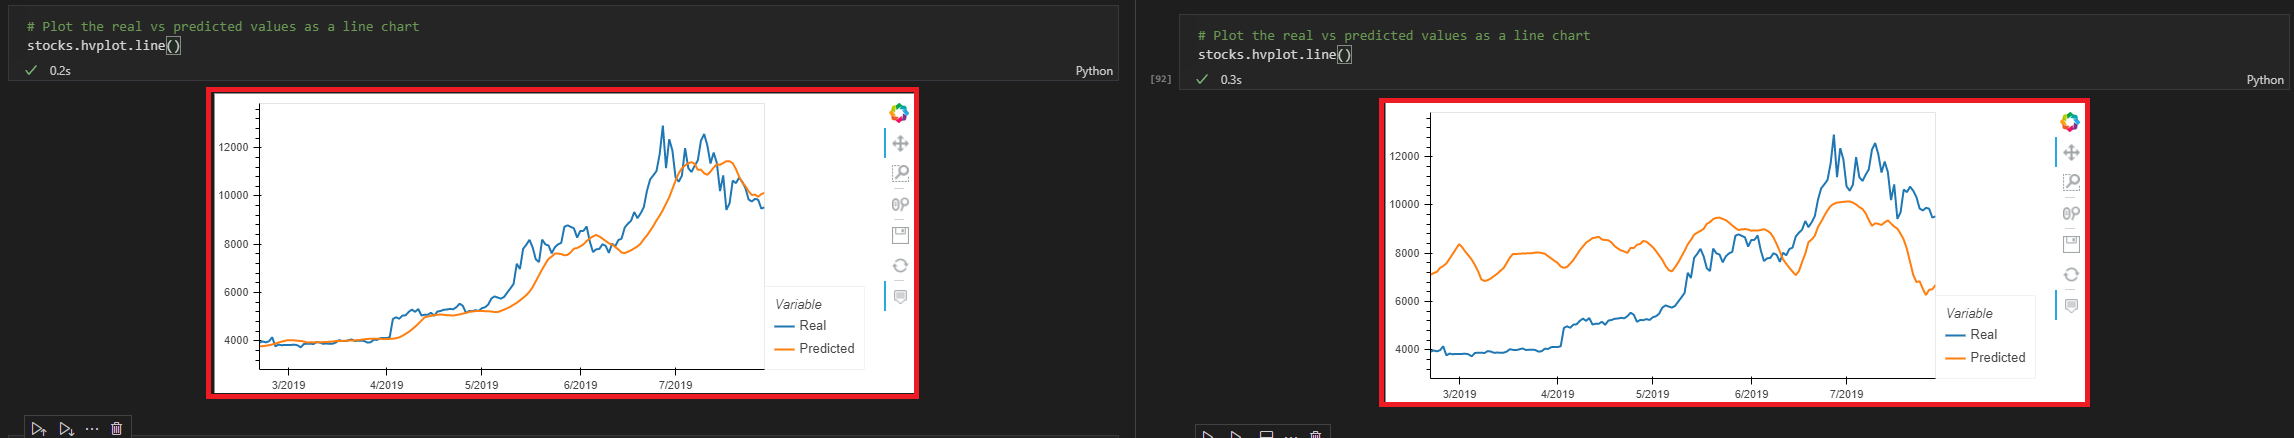 # Plot the real vs predicted values as a line chart
stocks.hvplot.line()
0.2s
Python
12000
10000
8000
6000
4000
3/2019 4/2019 5/2019 6/2019 7/2019
Variable
Real
Predicted
# Plot the real vs predicted values as a line chart
stocks.hvplot.line()
[92] 0.3s
Python
12000
10000
8000
6000
4000
3/2019 4/2019 5/2019 6/2019 7/2019
Variable
Real
Predicted